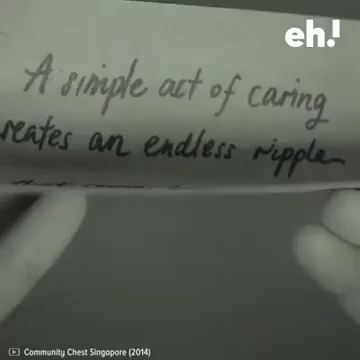 eh!
A simple act of caring
reates an endless ripple
Community Chest Singapore (2014)